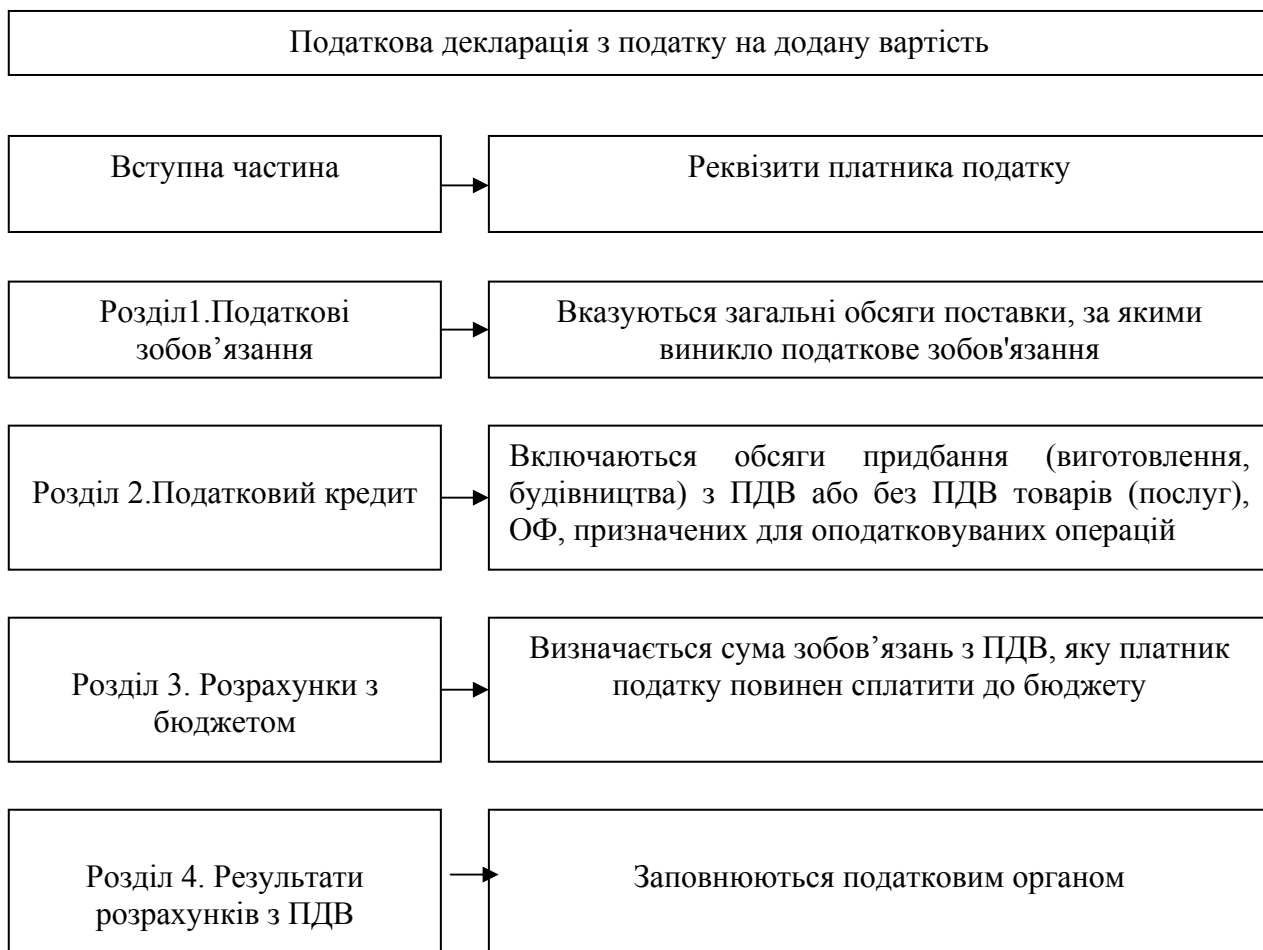 Податкова декларація з податку на додану вартість
Вступна частина
Реквізити платника податку
Розділ1.Податкові
зобов’язання
Вказуються загальні обсяги поставки, за якими
виникло податкове зобов'язання
Розділ 2.Податковий кредит
Включаються обсяги придбання (виготовлення,
будівництва) з ПДВ або без ПДВ товарів (послуг),
ОФ, призначених для оподатковуваних операцій
Розділ 3. Розрахунки з
бюджетом
Визначається сума зобов’язань з ПДВ, яку платник
податку повинен сплатити до бюджету
Розділ 4. Результати
розрахунків з ПДВ
Заповнюються податковим органом